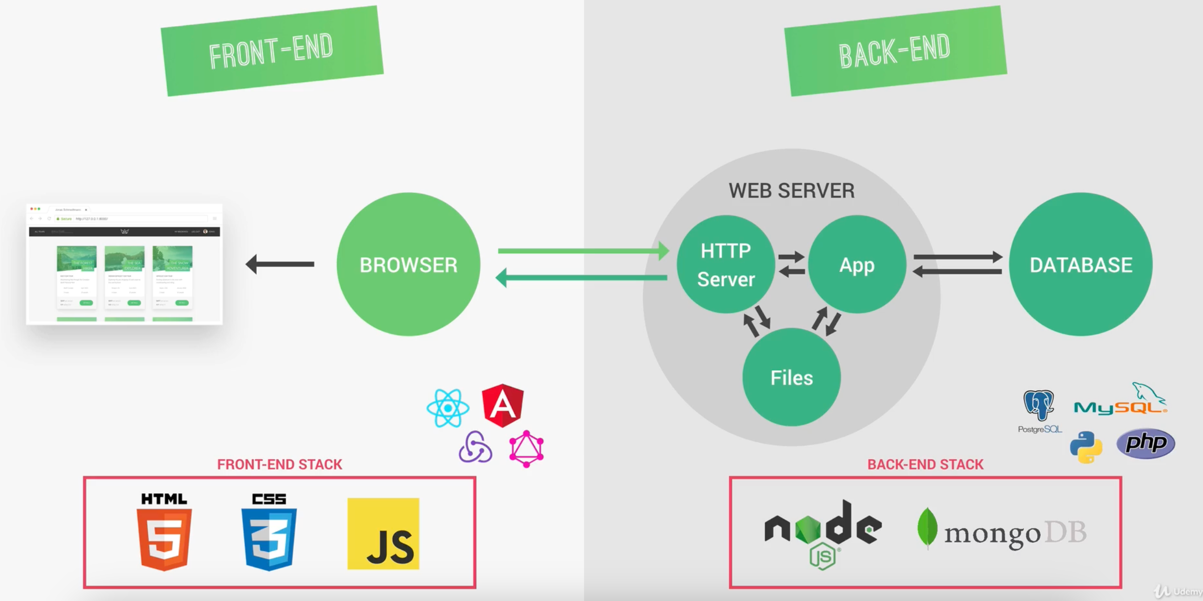 FRONT-END
BACK-END
WEB SERVER
BROWSER
HTTP
Server
App
DATABASE
Files
PostgreSQL
MySQL
php
FRONT-END STACK
BACK-END STACK
HTML
5
CSS
3
JS
node
JS
mongoDB
A
Udemy